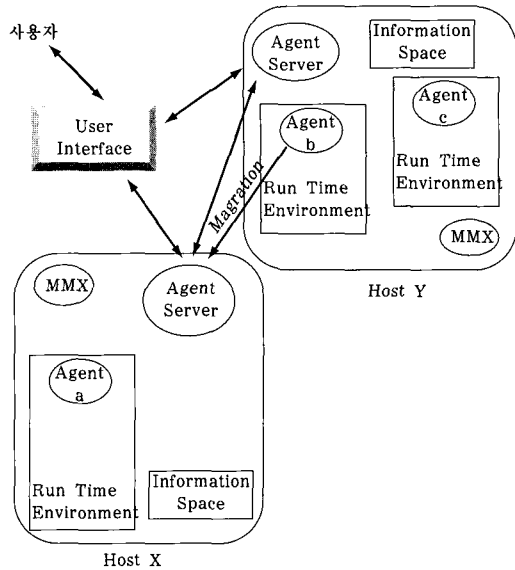 사용자
User
Interface
Agent
Server
Information
Space
Agent
b
Run Time
Environment
Agent
c
Run Time
Environment
MMX
Host Y
Magration
MMX
Agent
Server
Agent
a
Run Time
Environment
Information
Space
Host X